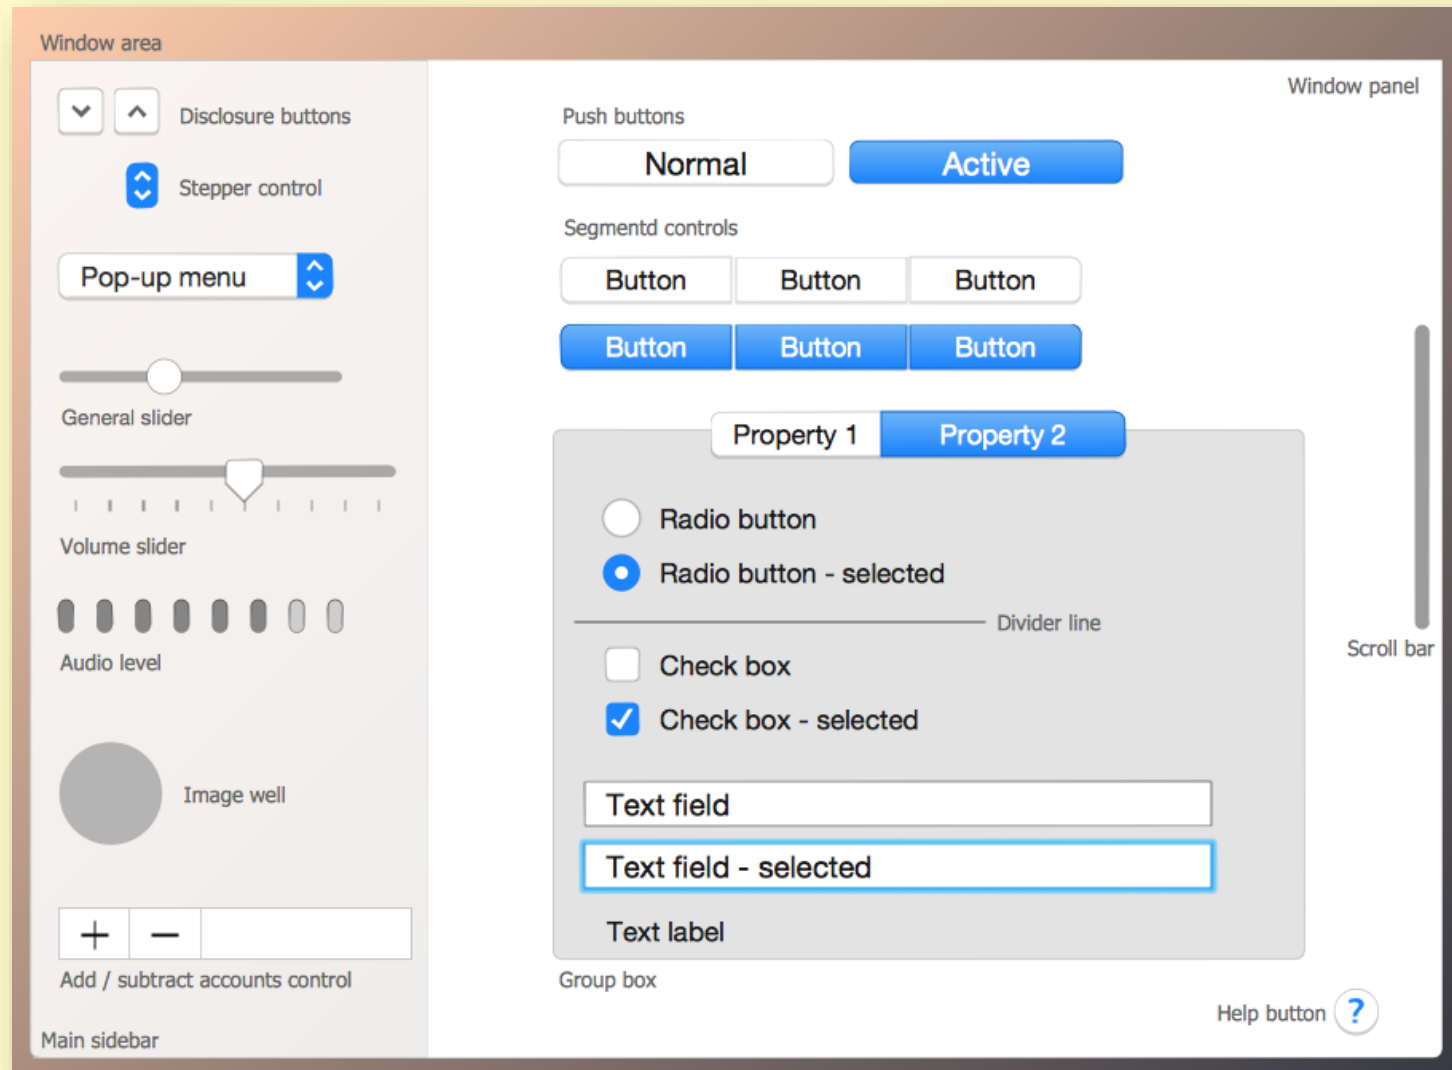 Window area
Window panel
Disclosure buttons
Stepper control
Pop-up menu
General slider
Volume slider
Audio level
Image well
+ −
Add / subtract accounts control
Main sidebar
Push buttons
Normal Active
Segmentd controls
Button Button Button
Button Button Button
Property 1 Property 2
Radio button
Radio button - selected
Divider line
Check box
Check box - selected
Text field
Text field - selected
Text label
Group box
Scroll bar
Help button ?